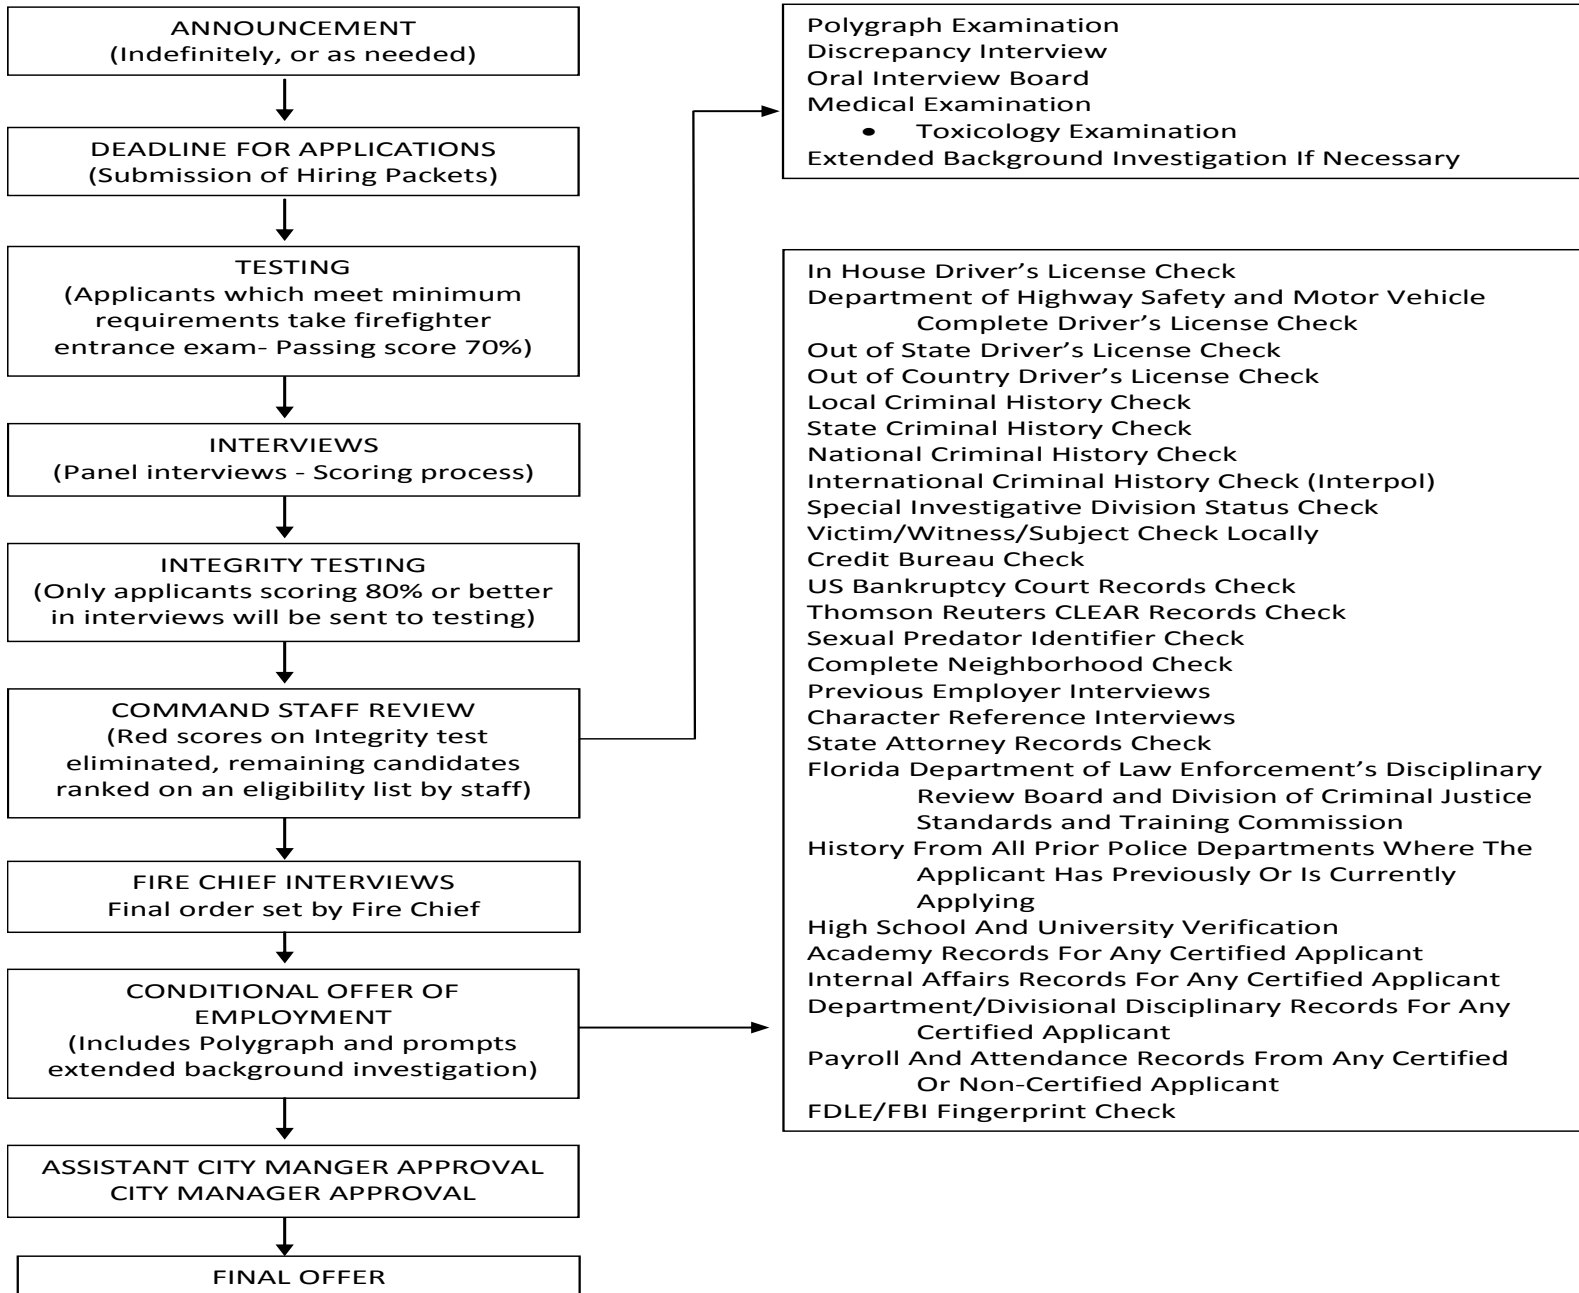 ANNOUNCEMENT
(Indefinitely, or as needed)
DEADLINE FOR APPLICATIONS
(Submission of Hiring Packets)
TESTING
(Applicants which meet minimum
requirements take firefighter
entrance exam- Passing score 70%)
INTERVIEWS
(Panel interviews - Scoring process)
INTEGRITY TESTING
(Only applicants scoring 80% or better
in interviews will be sent to testing)
COMMAND STAFF REVIEW
(Red scores on Integrity test
eliminated, remaining candidates
ranked on an eligibility list by staff)
FIRE CHIEF INTERVIEWS
Final order set by Fire Chief
CONDITIONAL OFFER OF
EMPLOYMENT
(Includes Polygraph and prompts
extended background investigation)
ASSISTANT CITY MANGER APPROVAL
CITY MANAGER APPROVAL
FINAL OFFER
Polygraph Examination
Discrepancy Interview
Oral Interview Board
Medical Examination
• Toxicology Examination
Extended Background Investigation If Necessary
In House Driver’s License Check
Department of Highway Safety and Motor Vehicle
Complete Driver’s License Check
Out of State Driver’s License Check
Out of Country Driver’s License Check
Local Criminal History Check
State Criminal History Check
National Criminal History Check
International Criminal History Check (Interpol)
Special Investigative Division Status Check
Victim/Witness/Subject Check Locally
Credit Bureau Check
US Bankruptcy Court Records Check
Thomson Reuters CLEAR Records Check
Sexual Predator Identifier Check
Complete Neighborhood Check
Previous Employer Interviews
Character Reference Interviews
State Attorney Records Check
Florida Department of Law Enforcement’s Disciplinary
Review Board and Division of Criminal Justice
Standards and Training Commission
History From All Prior Police Departments Where The
Applicant Has Previously Or Is Currently
Applying
High School And University Verification
Academy Records For Any Certified Applicant
Internal Affairs Records For Any Certified Applicant
Department/Divisional Disciplinary Records For Any
Certified Applicant
Payroll And Attendance Records From Any Certified
Or Non-Certified Applicant
FDLE/FBI Fingerprint Check